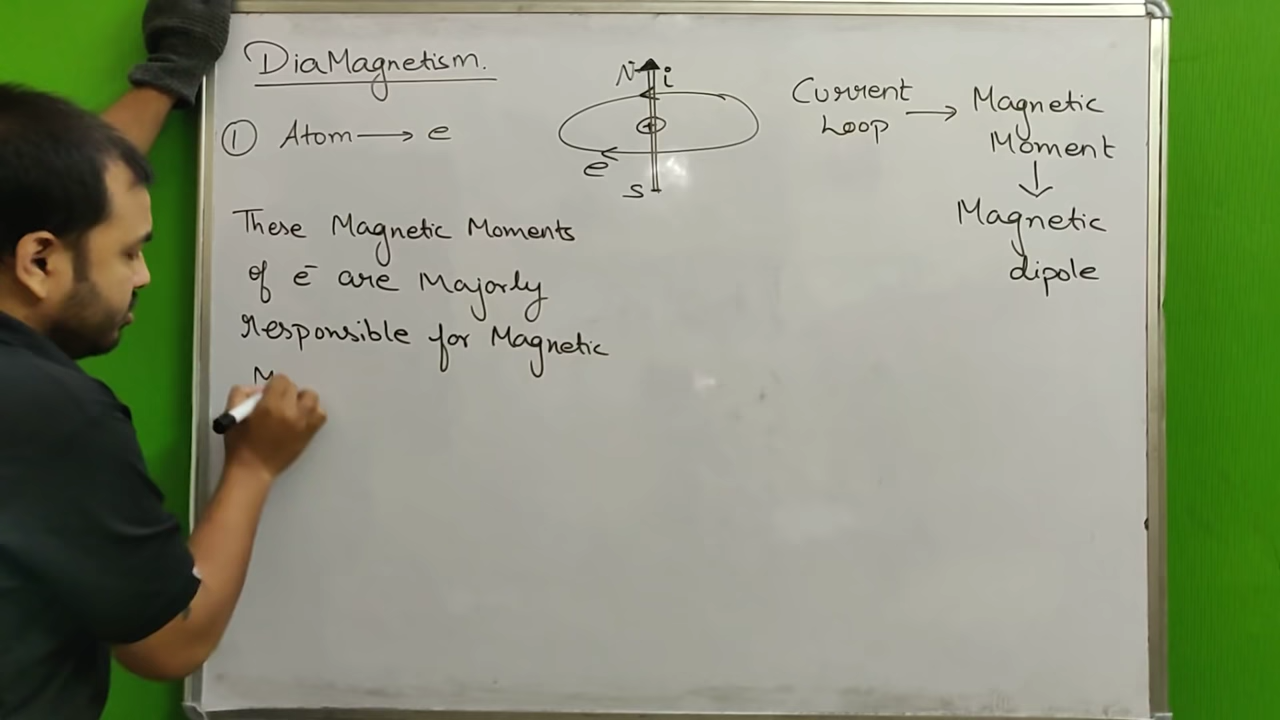 DiaMagnetism.
① Atom → e
N i
e
S
Current Loop → Magnetic Moment
↓
Magnetic dipole
These Magnetic Moments
of e⁻ are Majorly
responsible for Magnetic
M